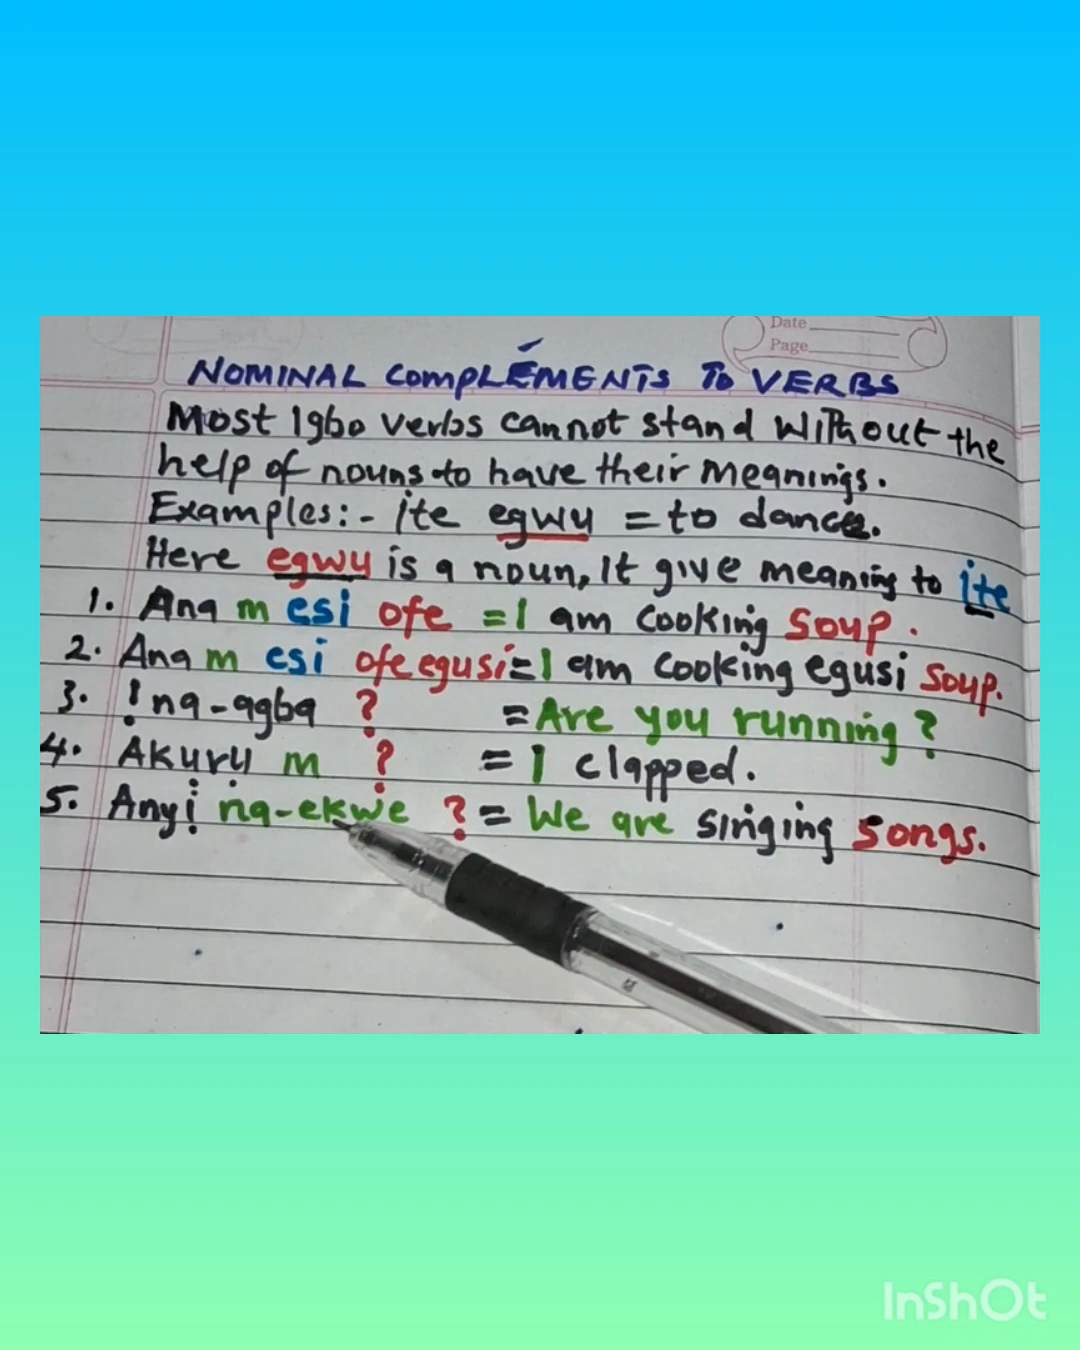 Date
Page
NOMINAL COMPLÉMENTS TO VERBS
Most Igbo verbs cannot stand without the
help of nouns to have their meanings.
Examples:- ite egwu = to dance.
Here egwu is a noun, It give meaning to ite
1. Ana m esi ofe = I am cooking soup.
2. Ana m esi ofe egusi = I am cooking egusi soup.
3. Ị na-agba ? = Are you running?
4. Akụrụ m ? = I clapped.
5. Anyị na-ekwe ? = We are singing songs.
InShOt